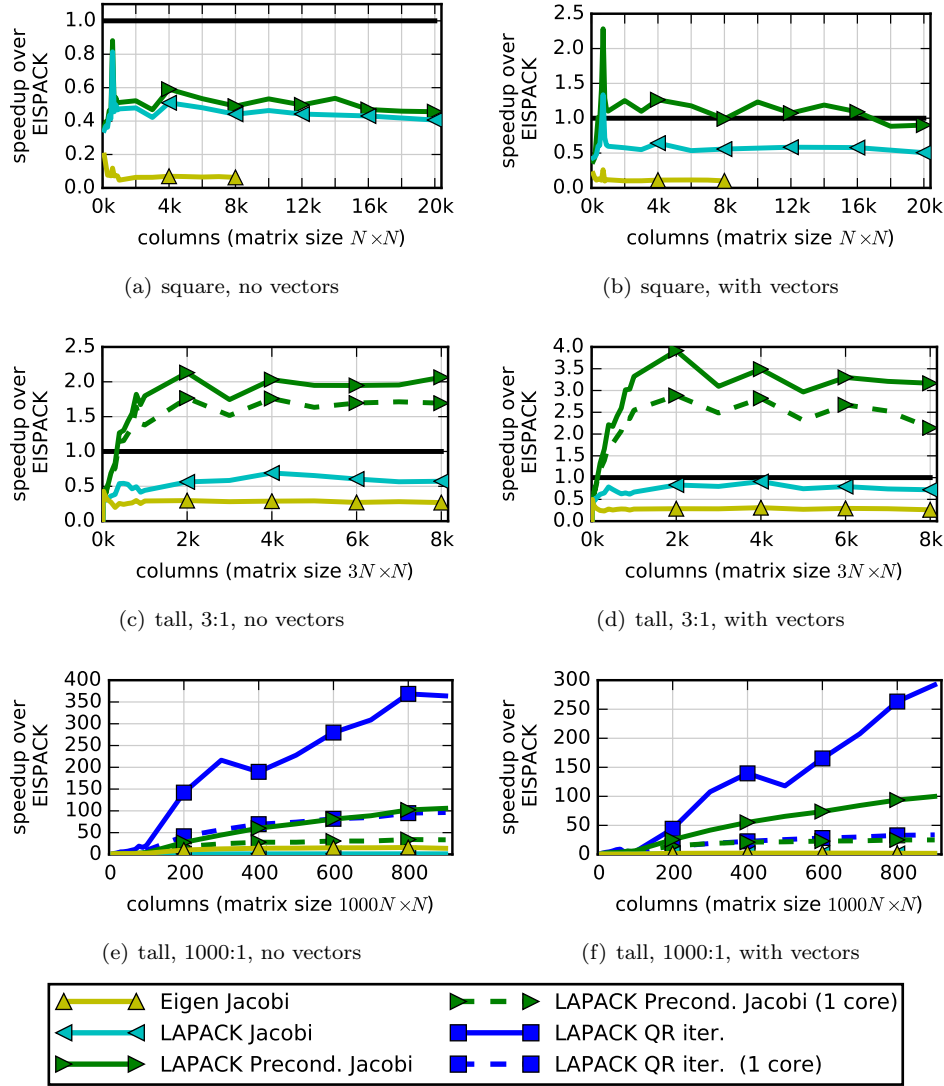 1.0
0.8
0.6
0.4
0.2
0.0
speedup over
EISPACK
0k 4k 8k 12k 16k 20k
columns (matrix size N×N)
(a) square, no vectors
2.5
2.0
1.5
1.0
0.5
0.0
speedup over
EISPACK
0k 4k 8k 12k 16k 20k
columns (matrix size N×N)
(b) square, with vectors
2.5
2.0
1.5
1.0
0.5
0.0
speedup over
EISPACK
0k 2k 4k 6k 8k
columns (matrix size 3N×N)
(c) tall, 3:1, no vectors
4.0
3.5
3.0
2.5
2.0
1.5
1.0
0.5
0.0
speedup over
EISPACK
0k 2k 4k 6k 8k
columns (matrix size 3N×N)
(d) tall, 3:1, with vectors
400
350
300
250
200
150
100
50
0
speedup over
EISPACK
0 200 400 600 800
columns (matrix size 1000N×N)
(e) tall, 1000:1, no vectors
300
250
200
150
100
50
0
speedup over
EISPACK
0 200 400 600 800
columns (matrix size 1000N×N)
(f) tall, 1000:1, with vectors
Eigen Jacobi
LAPACK Jacobi
LAPACK Precond. Jacobi
LAPACK Precond. Jacobi (1 core)
LAPACK QR iter.
LAPACK QR iter. (1 core)